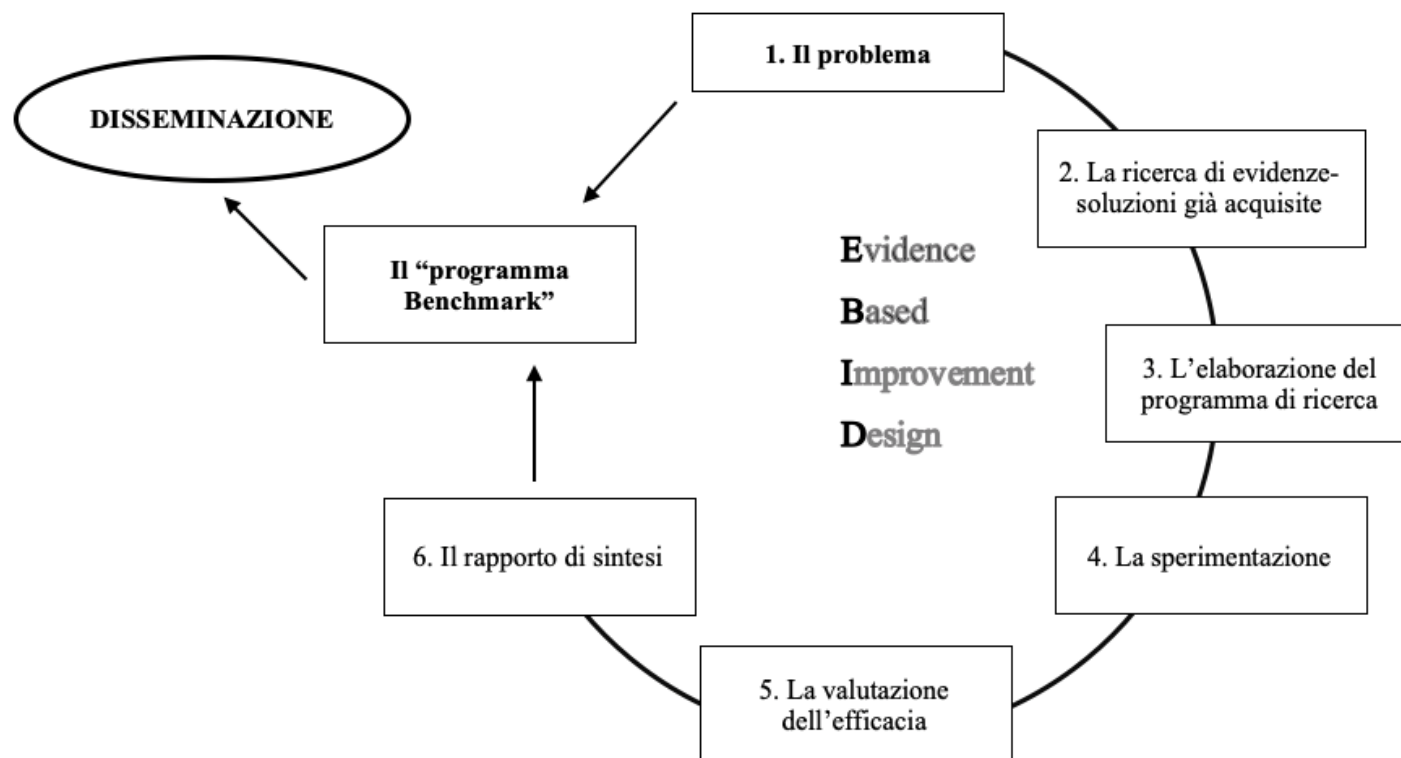 1. Il problema
DISSEMINAZIONE
2. La ricerca di evidenze-
soluzioni già acquisite
Il “programma
Benchmark”
Evidence
Based
Improvement
Design
3. L’elaborazione del
programma di ricerca
4. La sperimentazione
6. Il rapporto di sintesi
5. La valutazione
dell’efficacia